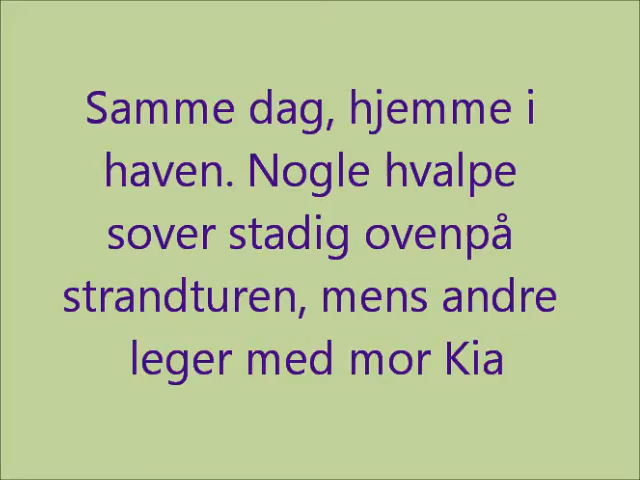 Samme dag, hjemme i
haven. Nogle hvalpe
sover stadig ovenpå
strandturen, mens andre
leger med mor Kia